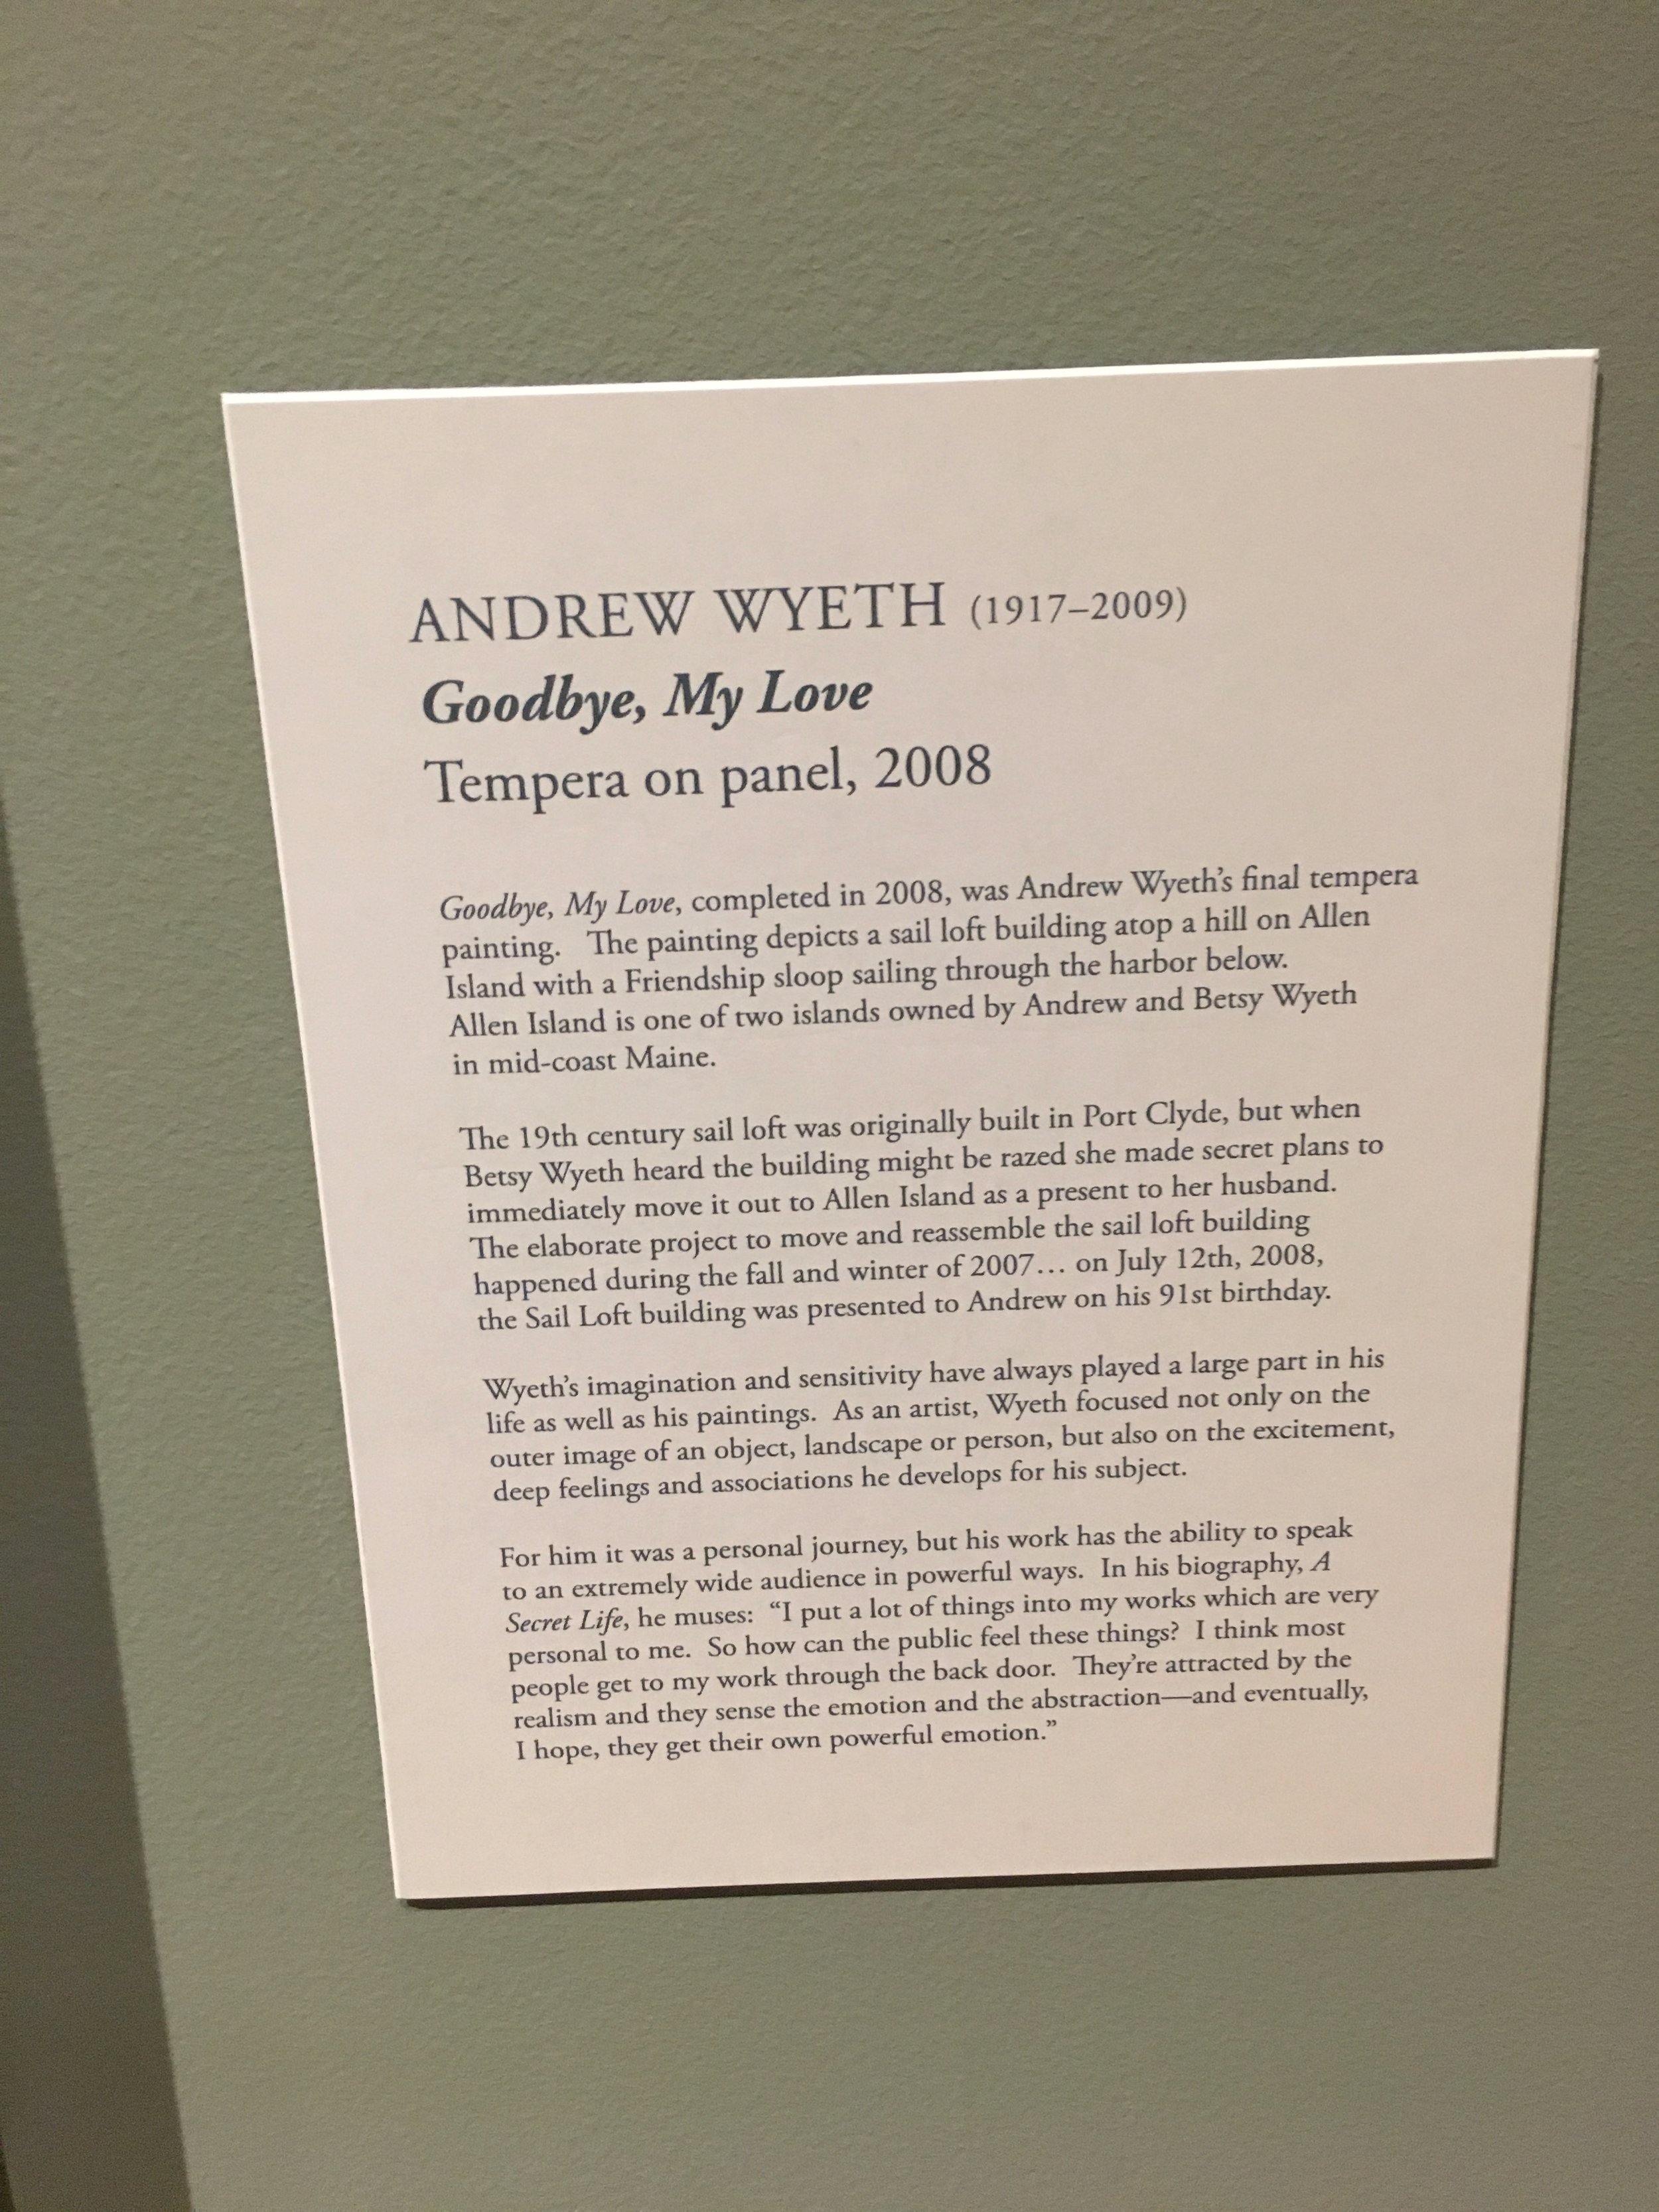 ANDREW WYETH (1917–2009)
Goodbye, My Love
Tempera on panel, 2008
Goodbye, My Love, completed in 2008, was Andrew Wyeth’s final tempera
painting.   The painting depicts a sail loft building atop a hill on Allen
Island with a Friendship sloop sailing through the harbor below.
Allen Island is one of two islands owned by Andrew and Betsy Wyeth
in mid-coast Maine.
The 19th century sail loft was originally built in Port Clyde, but when
Betsy Wyeth heard the building might be razed she made secret plans to
immediately move it out to Allen Island as a present to her husband.
The elaborate project to move and reassemble the sail loft building
happened during the fall and winter of 2007… on July 12th, 2008,
the Sail Loft building was presented to Andrew on his 91st birthday.
Wyeth’s imagination and sensitivity have always played a large part in his
life as well as his paintings.  As an artist, Wyeth focused not only on the
outer image of an object, landscape or person, but also on the excitement,
deep feelings and associations he develops for his subject.
For him it was a personal journey, but his work has the ability to speak
to an extremely wide audience in powerful ways.  In his biography, A
Secret Life, he muses:  “I put a lot of things into my works which are very
personal to me.  So how can the public feel these things?  I think most
people get to my work through the back door.  They’re attracted by the
realism and they sense the emotion and the abstraction—and eventually,
I hope, they get their own powerful emotion.”